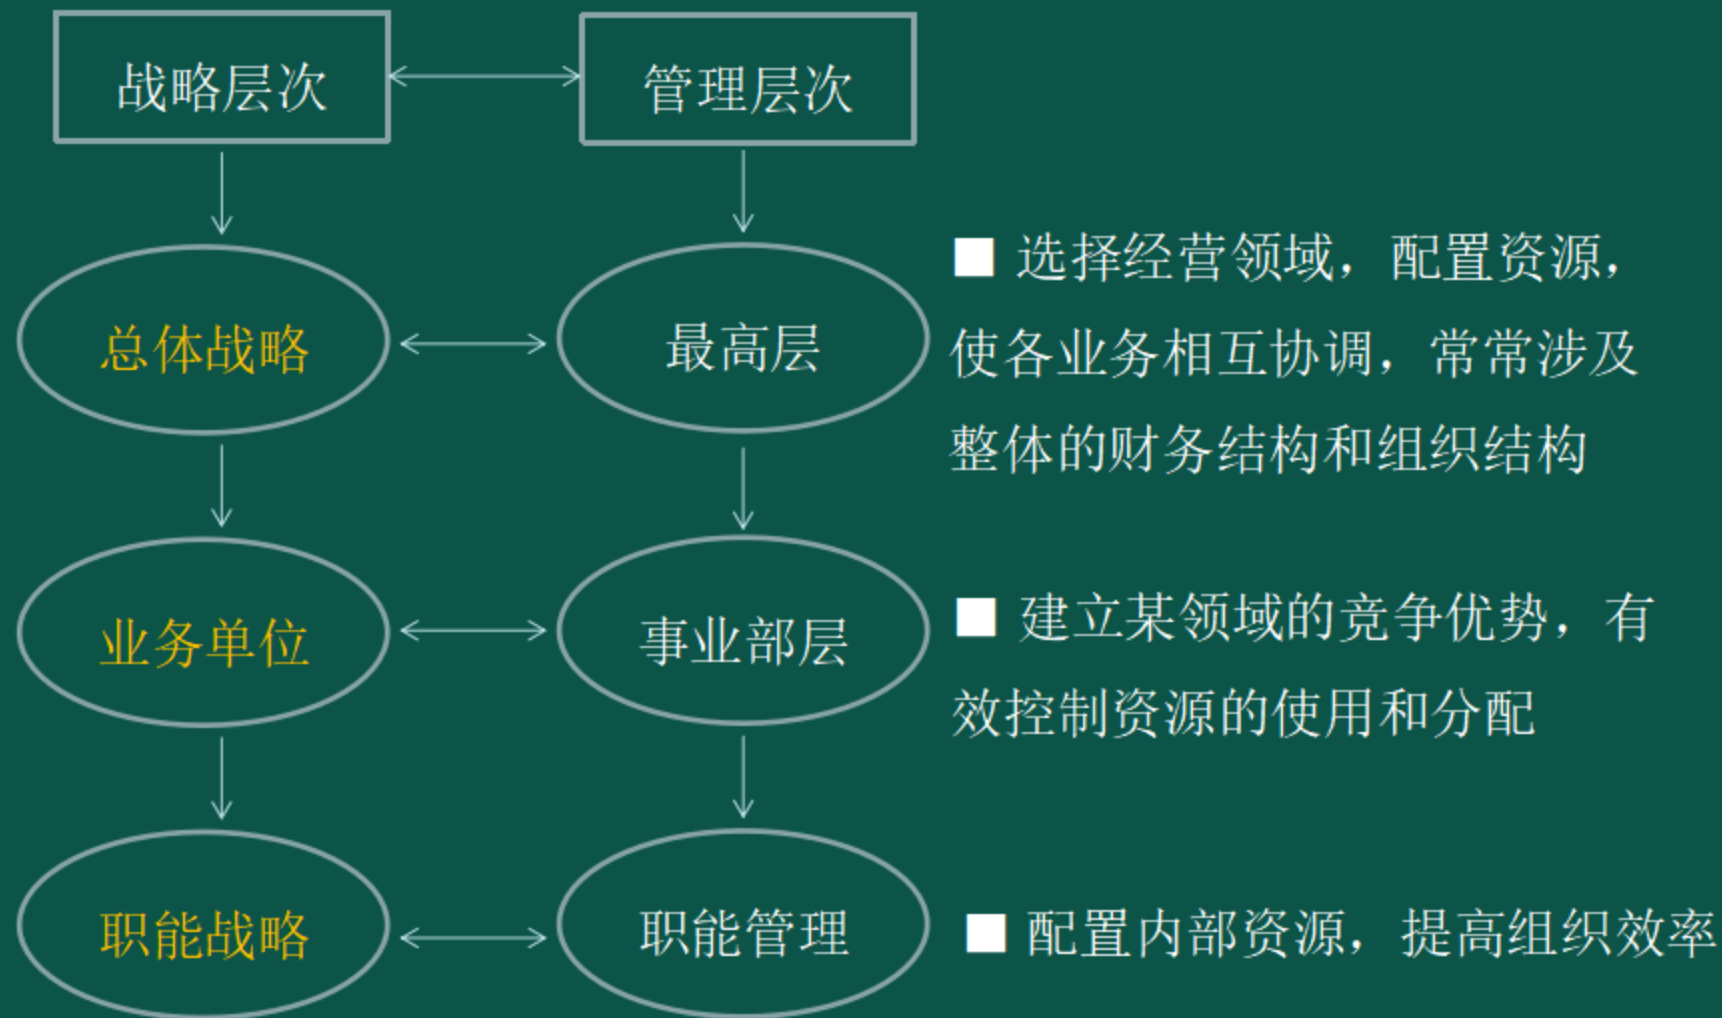 战略层次
管理层次
总体战略
最高层
■ 选择经营领域，配置资源，
使各业务相互协调，常常涉及
整体的财务结构和组织结构
业务单位
事业部层
■ 建立某领域的竞争优势，有
效控制资源的使用和分配
职能战略
职能管理
■ 配置内部资源，提高组织效率